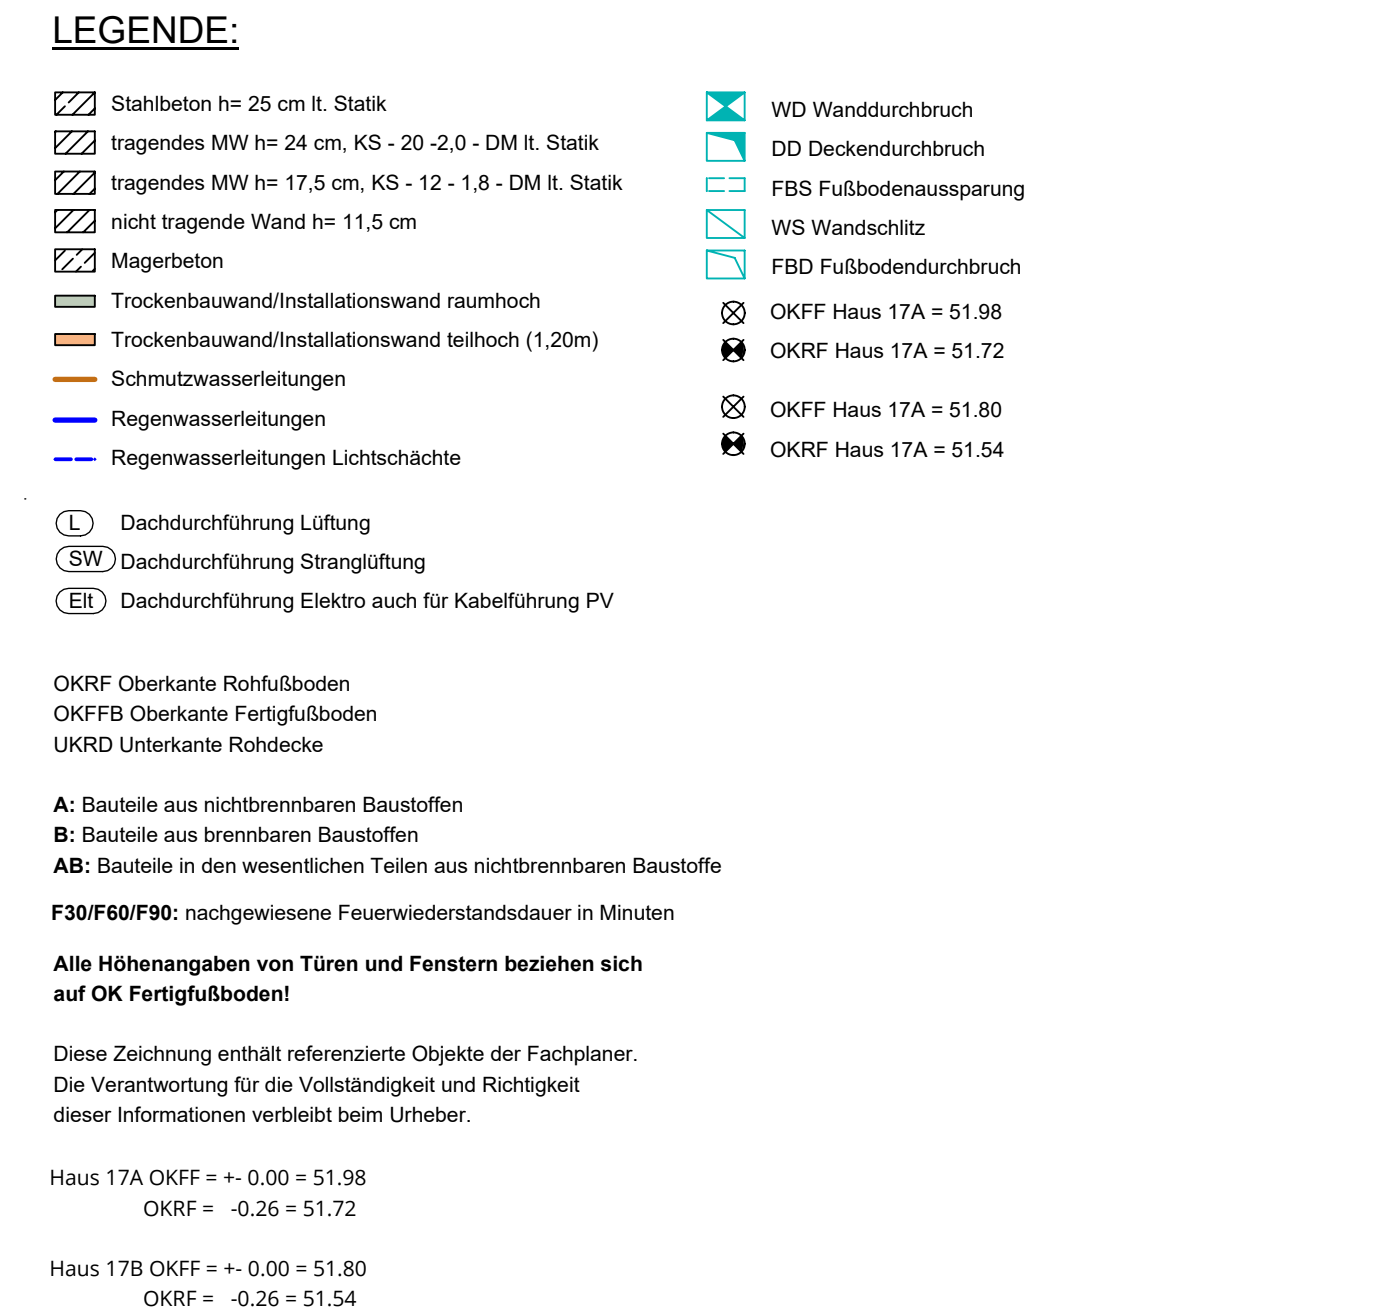 LEGENDE:
Stahlbeton h= 25 cm lt. Statik
tragendes MW h= 24 cm, KS - 20 -2,0 - DM lt. Statik
tragendes MW h= 17,5 cm, KS - 12 - 1,8 - DM lt. Statik
nicht tragende Wand h= 11,5 cm
Magerbeton
Trockenbauwand/Installationswand raumhoch
Trockenbauwand/Installationswand teilhoch (1,20m)
Schmutzwasserleitungen
Regenwasserleitungen
Regenwasserleitungen Lichtschächte
WD Wanddurchbruch
DD Deckendurchbruch
FBS Fußbodenaussparung
WS Wandschlitz
FBD Fußbodendurchbruch
OKFF Haus 17A = 51.98
OKRF Haus 17A = 51.72
OKFF Haus 17A = 51.80
OKRF Haus 17A = 51.54
L Dachdurchführung Lüftung
SW Dachdurchführung Stranglüftung
Elt Dachdurchführung Elektro auch für Kabelführung PV
OKRF Oberkante Rohfußboden
OKFFB Oberkante Fertigfußboden
UKRD Unterkante Rohdecke
A: Bauteile aus nichtbrennbaren Baustoffen
B: Bauteile aus brennbaren Baustoffen
AB: Bauteile in den wesentlichen Teilen aus nichtbrennbaren Baustoffe
F30/F60/F90: nachgewiesene Feuerwiederstandsdauer in Minuten
Alle Höhenangaben von Türen und Fenstern beziehen sich
auf OK Fertigfußboden!
Diese Zeichnung enthält referenzierte Objekte der Fachplaner.
Die Verantwortung für die Vollständigkeit und Richtigkeit
dieser Informationen verbleibt beim Urheber.
Haus 17A OKFF = +- 0.00 = 51.98
OKRF = -0.26 = 51.72
Haus 17B OKFF = +- 0.00 = 51.80
OKRF = -0.26 = 51.54